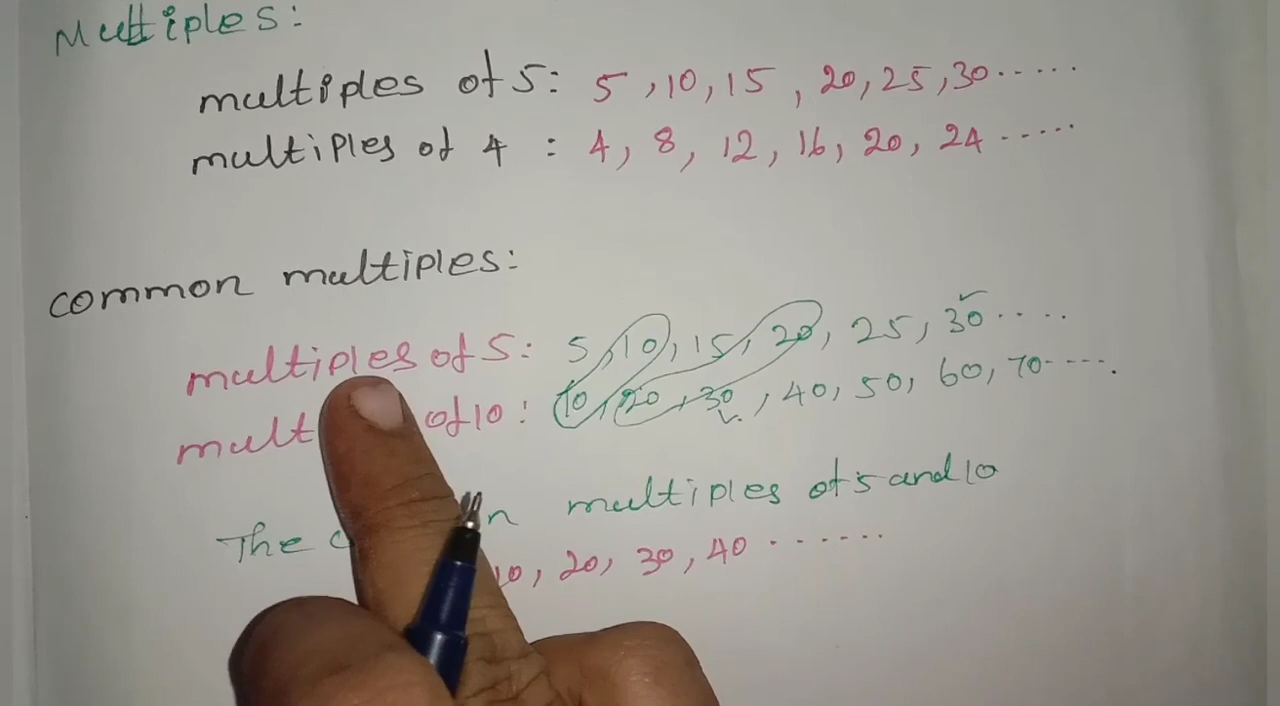 Multiples:
multiples of 5: 5, 10, 15, 20, 25, 30.....
multiples of 4 : 4, 8, 12, 16, 20, 24 .....
common multiples:
multiples of 5: 5, 10, 15, 20, 25, 30....
mult of 10 : 10, 20, 30, 40, 50, 60, 70....
The multiples of 5 and 10
10, 20, 30, 40 .......